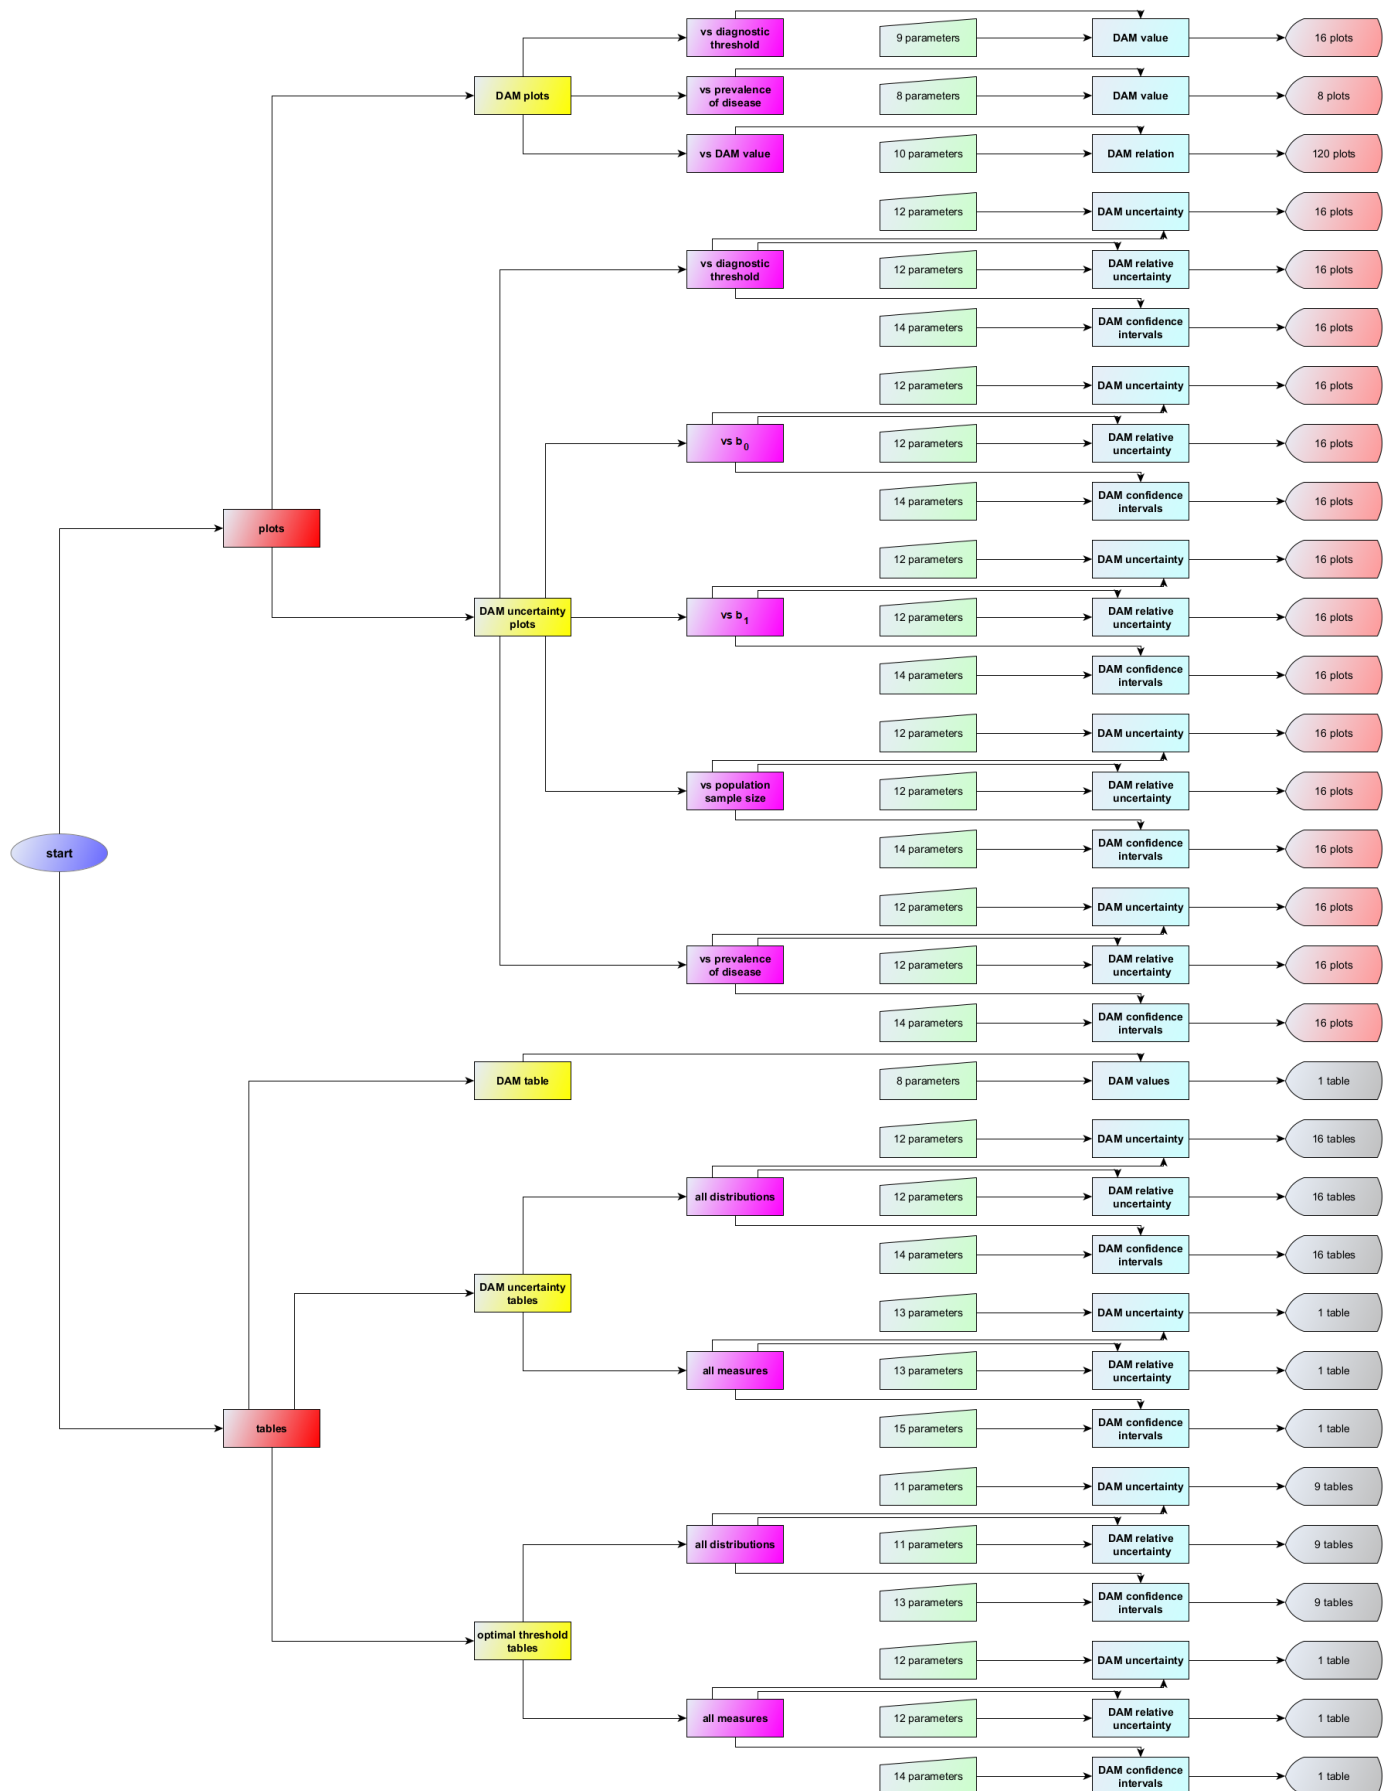 vs diagnostic
threshold
9 parameters
DAM value
16 plots
DAM plots
vs prevalence
of disease
8 parameters
DAM value
8 plots
vs DAM value
10 parameters
DAM relation
120 plots
12 parameters
DAM uncertainty
16 plots
vs diagnostic
threshold
12 parameters
DAM relative
uncertainty
16 plots
14 parameters
DAM confidence
intervals
16 plots
12 parameters
DAM uncertainty
16 plots
vs b0
12 parameters
DAM relative
uncertainty
16 plots
14 parameters
DAM confidence
intervals
16 plots
plots
12 parameters
DAM uncertainty
16 plots
DAM uncertainty
plots
vs b1
12 parameters
DAM relative
uncertainty
16 plots
14 parameters
DAM confidence
intervals
16 plots
12 parameters
DAM uncertainty
16 plots
vs population
sample size
12 parameters
DAM relative
uncertainty
16 plots
start
14 parameters
DAM confidence
intervals
16 plots
12 parameters
DAM uncertainty
16 plots
vs prevalence
of disease
12 parameters
DAM relative
uncertainty
16 plots
14 parameters
DAM confidence
intervals
16 plots
DAM table
8 parameters
DAM values
1 table
12 parameters
DAM uncertainty
16 tables
all distributions
12 parameters
DAM relative
uncertainty
16 tables
14 parameters
DAM confidence
intervals
16 tables
DAM uncertainty
tables
13 parameters
DAM uncertainty
1 table
all measures
13 parameters
DAM relative
uncertainty
1 table
tables
15 parameters
DAM confidence
intervals
1 table
11 parameters
DAM uncertainty
9 tables
all distributions
11 parameters
DAM relative
uncertainty
9 tables
13 parameters
DAM confidence
intervals
9 tables
optimal threshold
tables
12 parameters
DAM uncertainty
1 table
all measures
12 parameters
DAM relative
uncertainty
1 table
14 parameters
DAM confidence
intervals
1 table